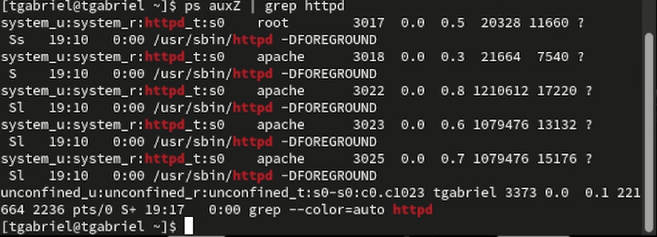 [tgabriel@tgabriel ~]$ ps auxZ | grep httpd
system_u:system_r:httpd_t:s0    root        3017  0.0  0.5  20328 11660 ?
 Ss   19:10   0:00 /usr/sbin/httpd -DFOREGROUND
system_u:system_r:httpd_t:s0    apache      3018  0.0  0.3  21664  7540 ?
 S    19:10   0:00 /usr/sbin/httpd -DFOREGROUND
system_u:system_r:httpd_t:s0    apache      3022  0.0  0.8 1210612 17220 ?
 Sl   19:10   0:00 /usr/sbin/httpd -DFOREGROUND
system_u:system_r:httpd_t:s0    apache      3023  0.0  0.6 1079476 13132 ?
 Sl   19:10   0:00 /usr/sbin/httpd -DFOREGROUND
system_u:system_r:httpd_t:s0    apache      3025  0.0  0.7 1079476 15176 ?
 Sl   19:10   0:00 /usr/sbin/httpd -DFOREGROUND
unconfined_u:unconfined_r:unconfined_t:s0-s0:c0.c1023 tgabriel 3373 0.0  0.1 221
664 2236 pts/0 S+ 19:17   0:00 grep --color=auto httpd
[tgabriel@tgabriel ~]$